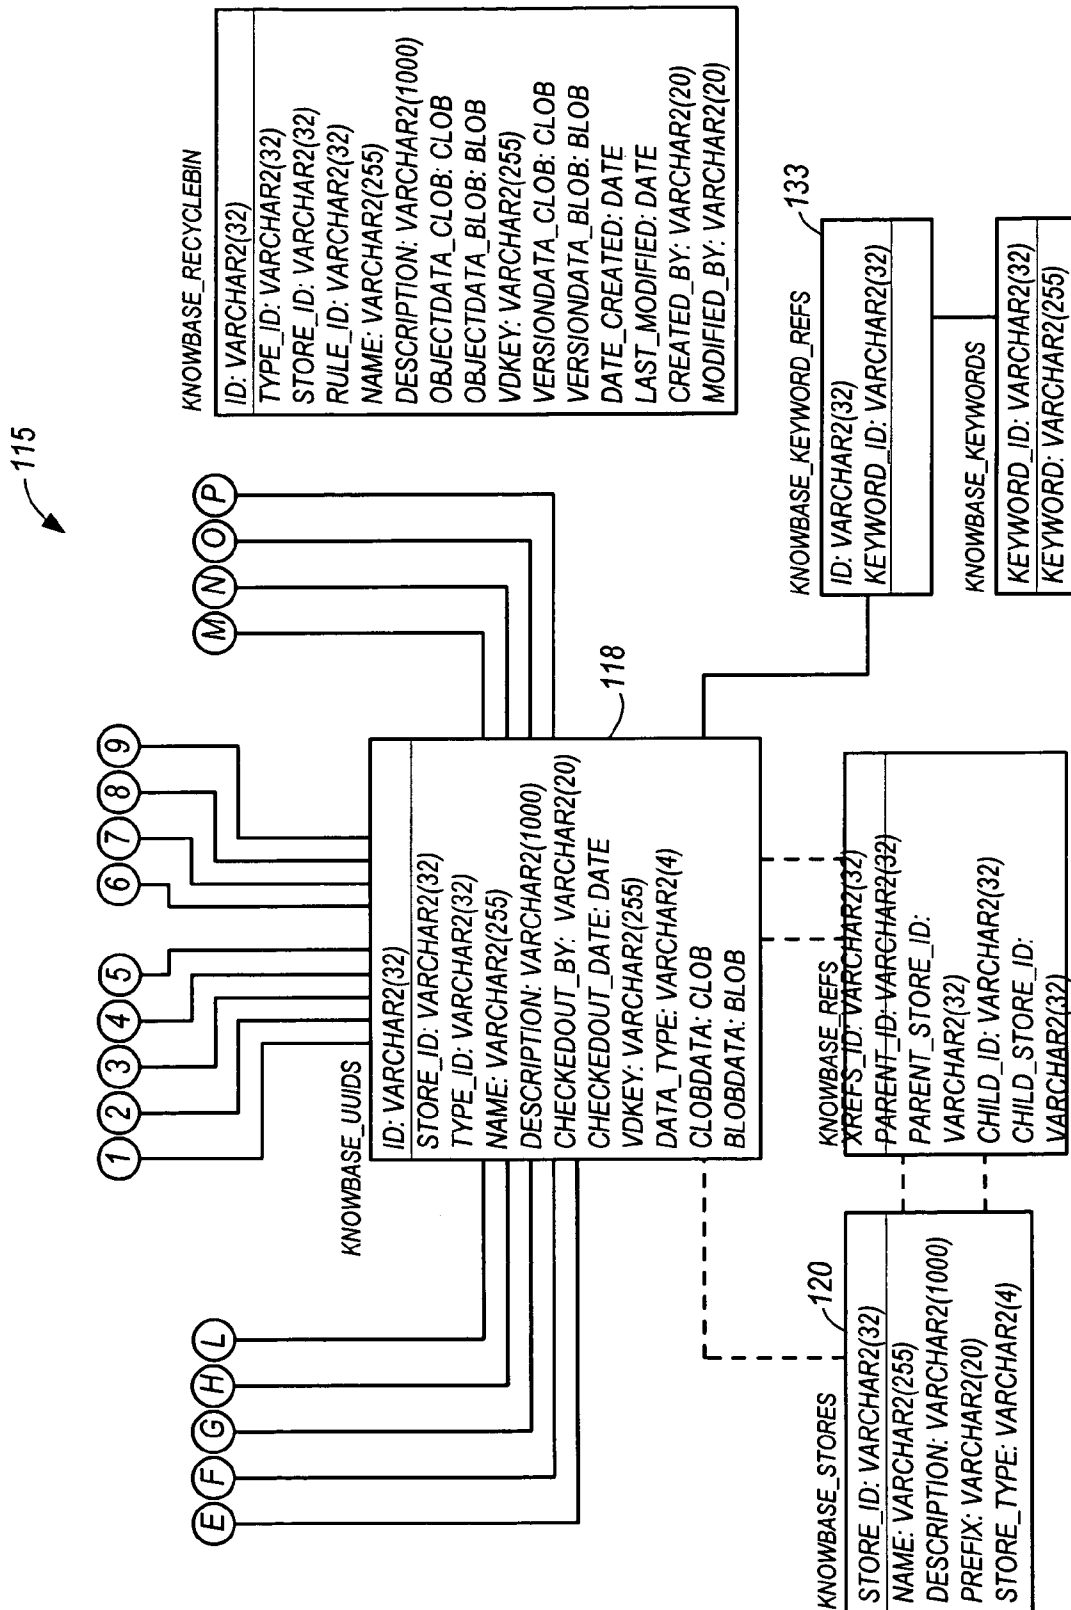 115
1
2
3
4
5
6
7
8
9
M
N
O
P
E
F
G
H
L
KNOWBASE_RECYCLEBIN
ID: VARCHAR2(32)
TYPE_ID: VARCHAR2(32)
STORE_ID: VARCHAR2(32)
RULE_ID: VARCHAR2(32)
NAME: VARCHAR2(255)
DESCRIPTION: VARCHAR2(1000)
OBJECTDATA_CLOB: CLOB
OBJECTDATA_BLOB: BLOB
VDKEY: VARCHAR2(255)
VERSIONDATA_CLOB: CLOB
VERSIONDATA_BLOB: BLOB
DATE_CREATED: DATE
LAST_MODIFIED: DATE
CREATED_BY: VARCHAR2(20)
MODIFIED_BY: VARCHAR2(20)
KNOWBASE_UUIDS
ID: VARCHAR2(32)
STORE_ID: VARCHAR2(32)
TYPE_ID: VARCHAR2(32)
NAME: VARCHAR2(255)
DESCRIPTION: VARCHAR2(1000)
CHECKEDOUT_BY: VARCHAR2(20)
CHECKEDOUT_DATE: DATE
VDKEY: VARCHAR2(255)
DATA_TYPE: VARCHAR2(4)
CLOBDATA: CLOB
BLOBDATA: BLOB
118
KNOWBASE_KEYWORD_REFS
133
ID: VARCHAR2(32)
KEYWORD_ID: VARCHAR2(32)
KNOWBASE_KEYWORDS
KEYWORD_ID: VARCHAR2(32)
KEYWORD: VARCHAR2(255)
KNOWBASE_STORES
120
STORE_ID: VARCHAR2(32)
NAME: VARCHAR2(255)
DESCRIPTION: VARCHAR2(1000)
PREFIX: VARCHAR2(20)
STORE_TYPE: VARCHAR2(4)
KNOWBASE_REFS
XREFS_ID: VARCHAR2(32)
PARENT_ID: VARCHAR2(32)
PARENT_STORE_ID:
VARCHAR2(32)
CHILD_ID: VARCHAR2(32)
CHILD_STORE_ID:
VARCHAR2(32)